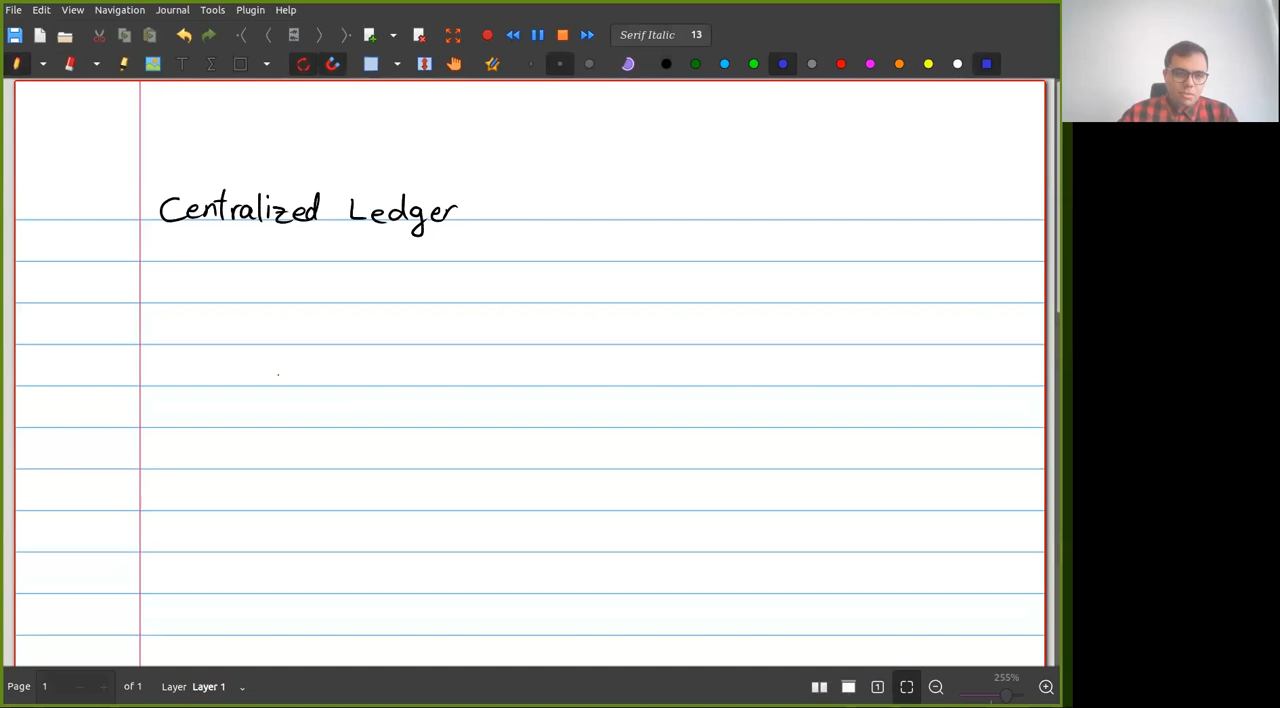 File Edit View Navigation Journal Tools Plugin Help
Serif Italic 13
Centralized Ledger
Page 1 of 1 Layer Layer 1 255%